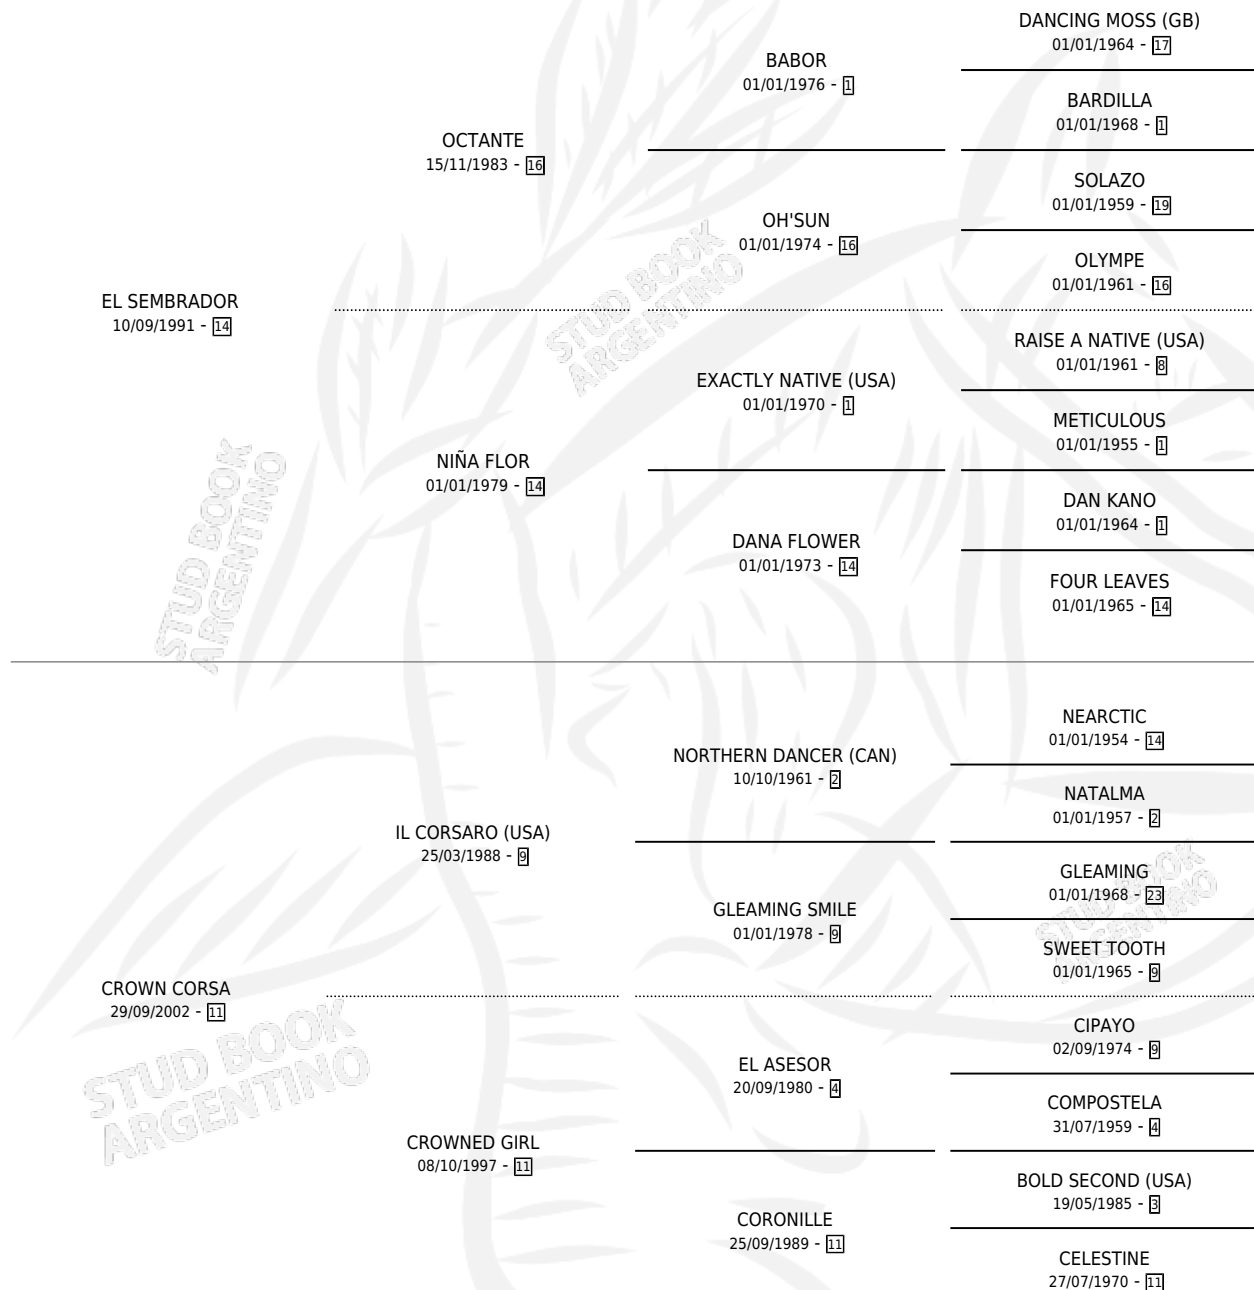 DANCING MOSS (GB)
01/01/1964 - 17
BABOR
01/01/1976 - 1
BARDILLA
01/01/1968 - 1
OCTANTE
15/11/1983 - 16
SOLAZO
01/01/1959 - 19
OH'SUN
01/01/1974 - 16
OLYMPE
01/01/1961 - 16
EL SEMBRADOR
10/09/1991 - 14
RAISE A NATIVE (USA)
01/01/1961 - 8
EXACTLY NATIVE (USA)
01/01/1970 - 1
METICULOUS
01/01/1955 - 1
NIÑA FLOR
01/01/1979 - 14
DAN KANO
01/01/1964 - 1
DANA FLOWER
01/01/1973 - 14
FOUR LEAVES
01/01/1965 - 14
NEARCTIC
01/01/1954 - 14
NORTHERN DANCER (CAN)
10/10/1961 - 2
NATALMA
01/01/1957 - 2
IL CORSARO (USA)
25/03/1988 - 9
GLEAMING
01/01/1968 - 23
GLEAMING SMILE
01/01/1978 - 9
SWEET TOOTH
01/01/1965 - 9
CROWN CORSA
29/09/2002 - 11
CIPAYO
02/09/1974 - 9
EL ASESOR
20/09/1980 - 4
COMPOSTELA
31/07/1959 - 4
CROWNED GIRL
08/10/1997 - 11
BOLD SECOND (USA)
19/05/1985 - 3
CORONILLE
25/09/1989 - 11
CELESTINE
27/07/1970 - 11
STUD BOOK
ARGENTINO
STUD BOOK
ARGENTINO
STUD BOOK
ARGENTINO
STUD BOOK
ARGENTINO